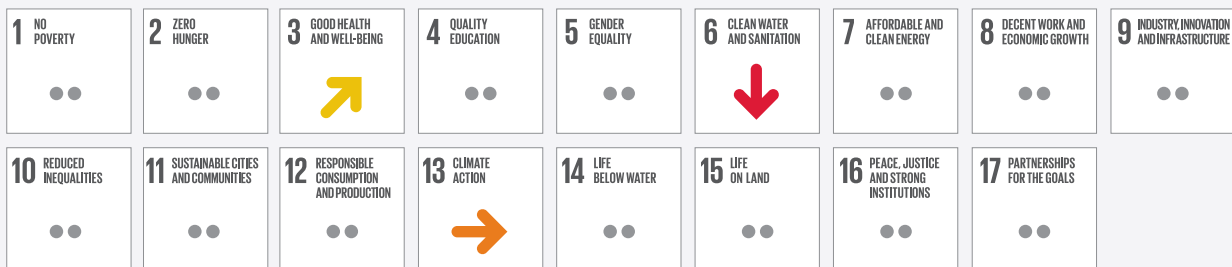 1 NO
POVERTY
2 ZERO
HUNGER
3 GOOD HEALTH
AND WELL-BEING
4 QUALITY
EDUCATION
5 GENDER
EQUALITY
6 CLEAN WATER
AND SANITATION
7 AFFORDABLE AND
CLEAN ENERGY
8 DECENT WORK AND
ECONOMIC GROWTH
9 INDUSTRY, INNOVATION
AND INFRASTRUCTURE
10 REDUCED
INEQUALITIES
11 SUSTAINABLE CITIES
AND COMMUNITIES
12 RESPONSIBLE
CONSUMPTION
AND PRODUCTION
13 CLIMATE
ACTION
14 LIFE
BELOW WATER
15 LIFE
ON LAND
16 PEACE, JUSTICE
AND STRONG
INSTITUTIONS
17 PARTNERSHIPS
FOR THE GOALS